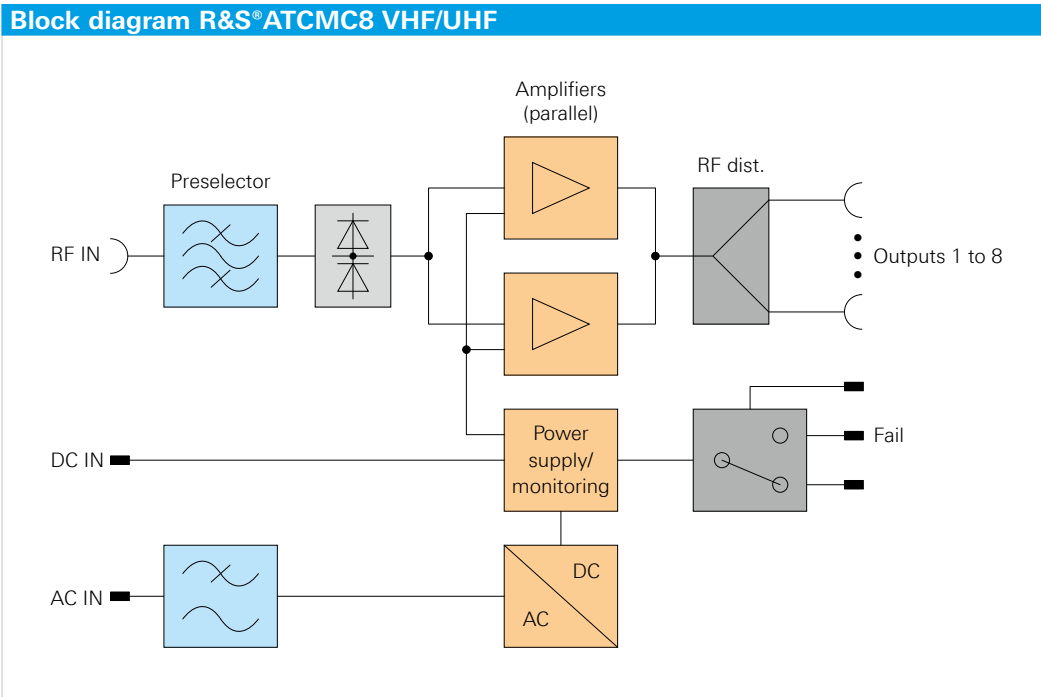 Block diagram R&S®ATCMC8 VHF/UHF
Amplifiers
(parallel)
RF dist.
Preselector
RF IN
Outputs 1 to 8
Power
supply/
monitoring
Fail
DC IN
DC
AC
AC IN